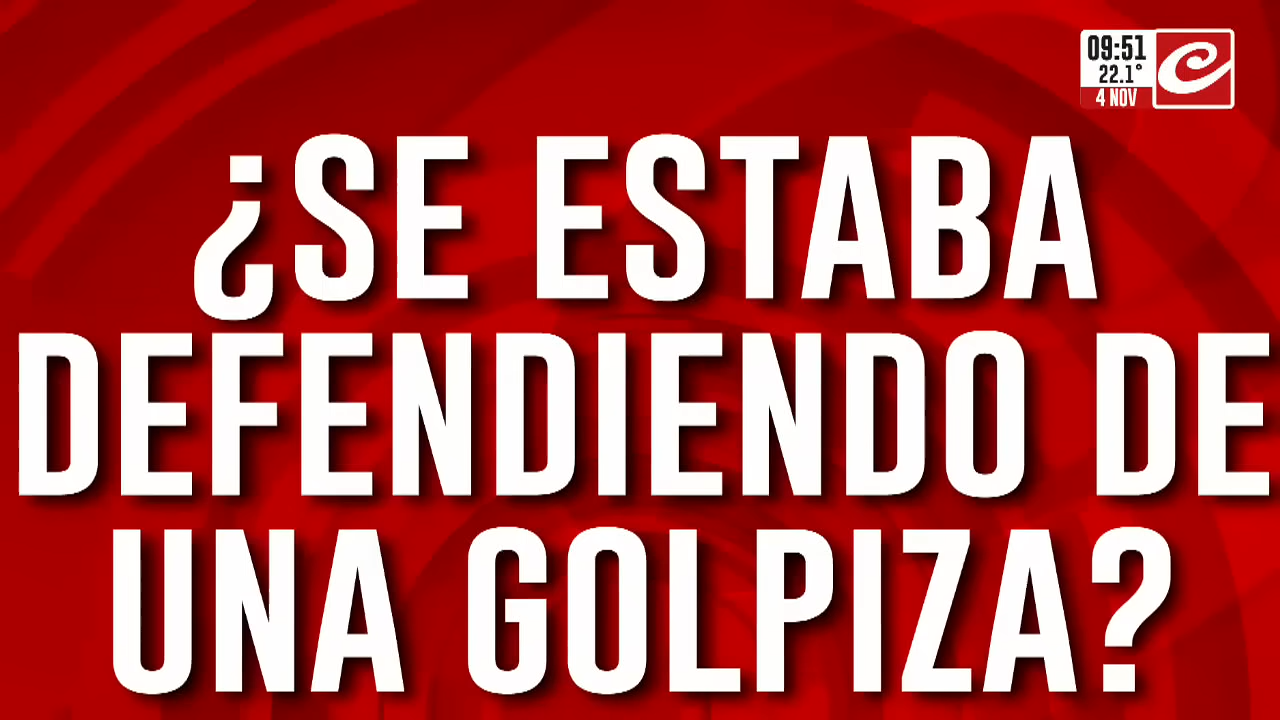 09:51
22.1°
4 NOV
¿SE ESTABA
DEFENDIENDO DE
UNA GOLPIZA?